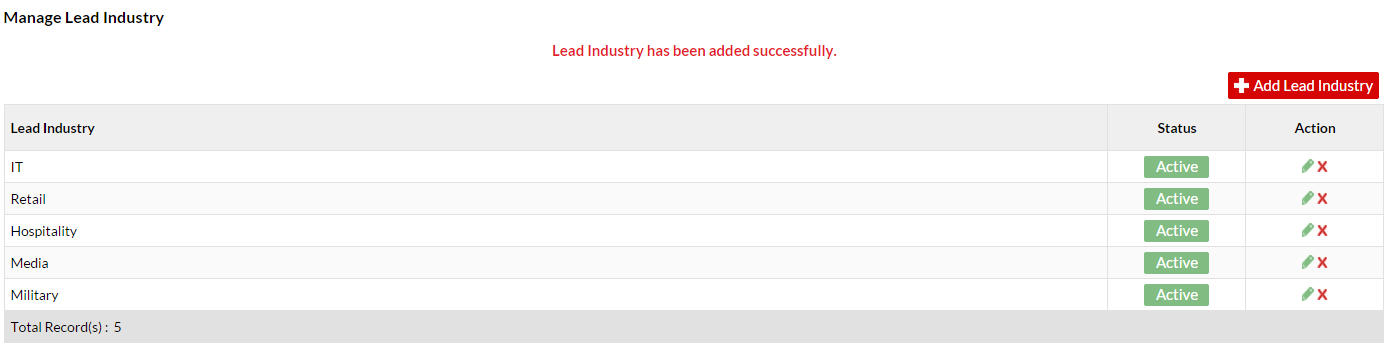 Manage Lead Industry
Lead Industry has been added successfully.
Add Lead Industry
Lead Industry Status Action
IT Active
Retail Active
Hospitality Active
Media Active
Military Active
Total Record(s) : 5